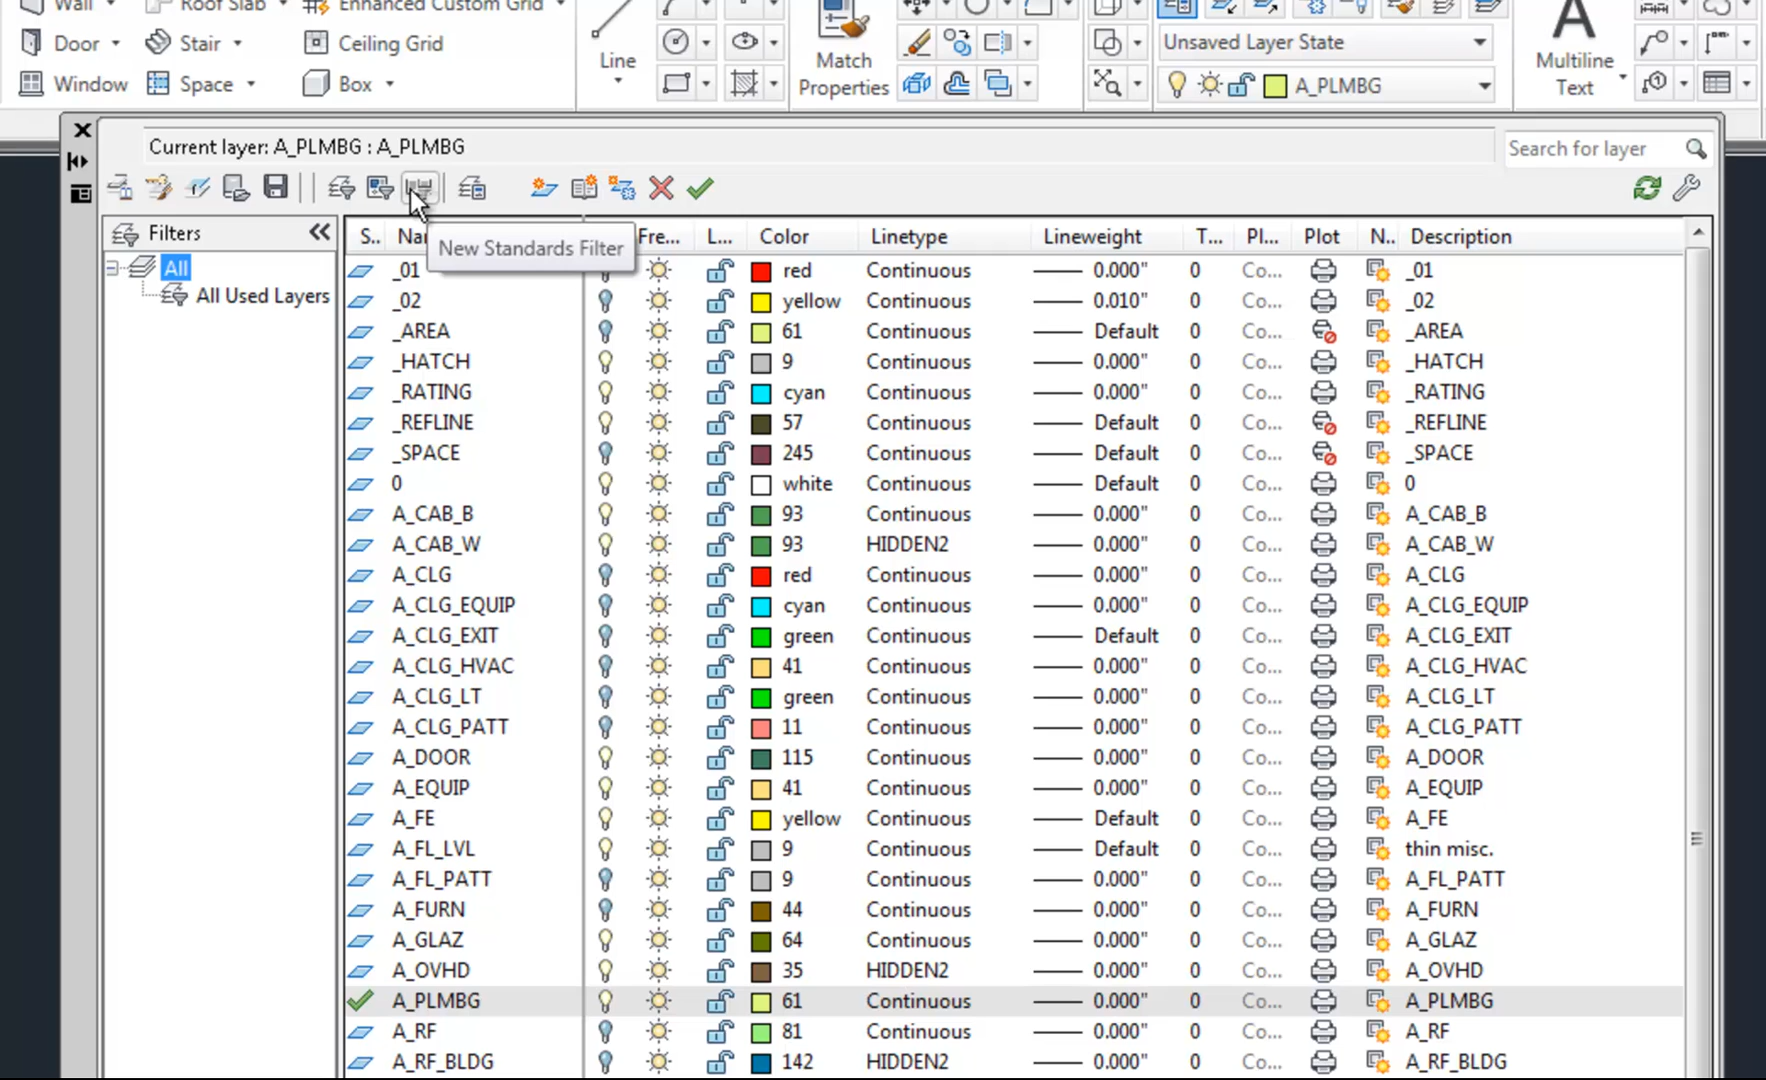 Wall Roof Slab Enhanced Custom Grid
Door Stair Ceiling Grid
Window Space Box
Line
Match
Properties
Unsaved Layer State
A_PLMBG
A
Multiline
Text
Current layer: A_PLMBG : A_PLMBG
Search for layer
New Standards Filter
Filters
All
All Used Layers
S.. Nar Fre... L... Color Linetype Lineweight T... Pl... Plot N.. Description
_01 red Continuous 0.000" 0 Co... _01
_02 yellow Continuous 0.010" 0 Co... _02
_AREA 61 Continuous Default 0 Co... _AREA
_HATCH 9 Continuous 0.000" 0 Co... _HATCH
_RATING cyan Continuous 0.000" 0 Co... _RATING
_REFLINE 57 Continuous Default 0 Co... _REFLINE
_SPACE 245 Continuous Default 0 Co... _SPACE
0 white Continuous Default 0 Co... 0
A_CAB_B 93 Continuous 0.000" 0 Co... A_CAB_B
A_CAB_W 93 HIDDEN2 0.000" 0 Co... A_CAB_W
A_CLG red Continuous 0.000" 0 Co... A_CLG
A_CLG_EQUIP cyan Continuous 0.000" 0 Co... A_CLG_EQUIP
A_CLG_EXIT green Continuous Default 0 Co... A_CLG_EXIT
A_CLG_HVAC 41 Continuous 0.000" 0 Co... A_CLG_HVAC
A_CLG_LT green Continuous 0.000" 0 Co... A_CLG_LT
A_CLG_PATT 11 Continuous 0.000" 0 Co... A_CLG_PATT
A_DOOR 115 Continuous 0.000" 0 Co... A_DOOR
A_EQUIP 41 Continuous 0.000" 0 Co... A_EQUIP
A_FE yellow Continuous Default 0 Co... A_FE
A_FL_LVL 9 Continuous Default 0 Co... thin misc.
A_FL_PATT 9 Continuous 0.000" 0 Co... A_FL_PATT
A_FURN 44 Continuous 0.000" 0 Co... A_FURN
A_GLAZ 64 Continuous 0.000" 0 Co... A_GLAZ
A_OVHD 35 HIDDEN2 0.000" 0 Co... A_OVHD
A_PLMBG 61 Continuous 0.000" 0 Co... A_PLMBG
A_RF 81 Continuous 0.000" 0 Co... A_RF
A_RF_BLDG 142 HIDDEN2 0.000" 0 Co... A_RF_BLDG